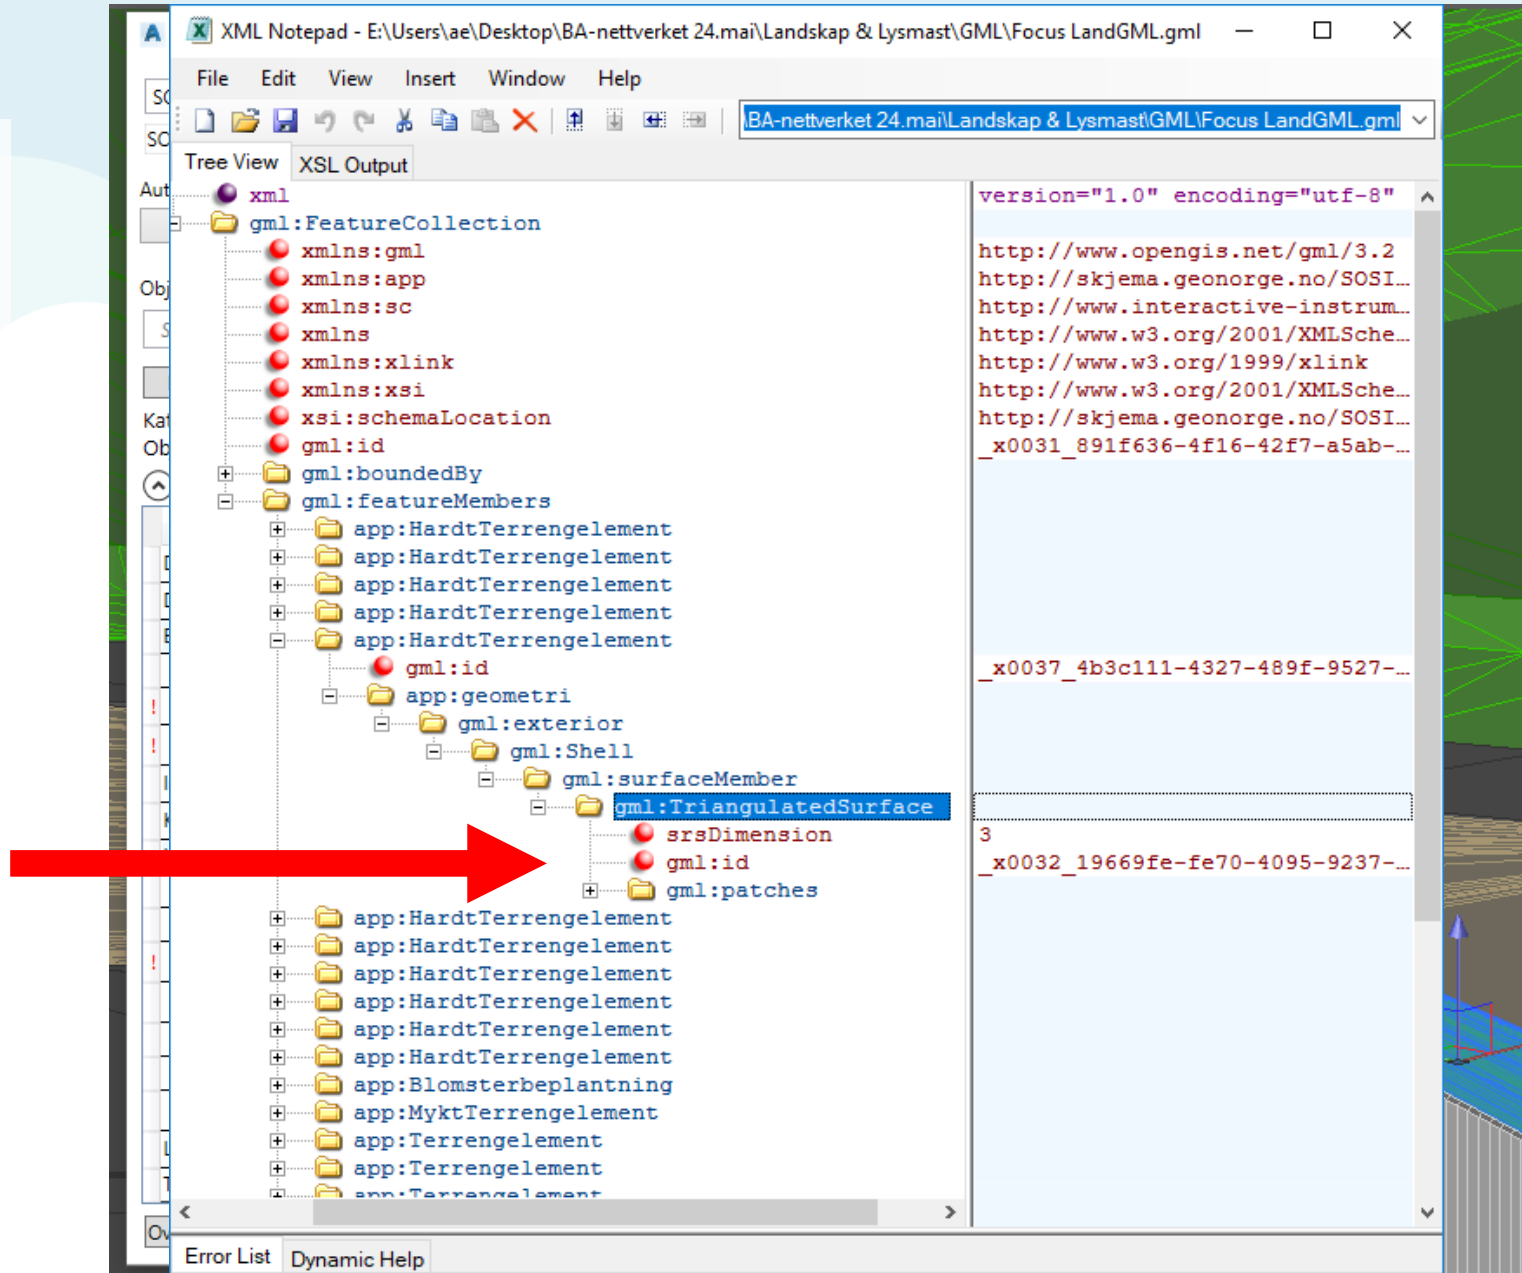 XML Notepad - E:\Users\ae\Desktop\BA-nettverket 24.mai\Landskap & Lysmast\GML\Focus LandGML.gml
File Edit View Insert Window Help
\BA-nettverket 24.mai\Landskap & Lysmast\GML\Focus LandGML.gml
Tree View XSL Output
xml version="1.0" encoding="utf-8"
gml:FeatureCollection
xmlns:gml http://www.opengis.net/gml/3.2
xmlns:app http://skjema.geonorge.no/SOSI…
xmlns:sc http://www.interactive-instrum…
xmlns http://www.w3.org/2001/XMLSche…
xmlns:xlink http://www.w3.org/1999/xlink
xmlns:xsi http://www.w3.org/2001/XMLSche…
xsi:schemaLocation http://skjema.geonorge.no/SOSI…
gml:id _x0031_891f636-4f16-42f7-a5ab-…
gml:boundedBy
gml:featureMembers
app:HardtTerrengelement
app:HardtTerrengelement
app:HardtTerrengelement
app:HardtTerrengelement
app:HardtTerrengelement
gml:id _x0037_4b3c111-4327-489f-9527-…
app:geometri
gml:exterior
gml:Shell
gml:surfaceMember
gml:TriangulatedSurface
srsDimension 3
gml:id _x0032_19669fe-fe70-4095-9237-…
gml:patches
app:HardtTerrengelement
app:HardtTerrengelement
app:HardtTerrengelement
app:HardtTerrengelement
app:HardtTerrengelement
app:HardtTerrengelement
app:Blomsterbeplantning
app:MyktTerrengelement
app:Terrengelement
app:Terrengelement
app:Terrengelement
Error List Dynamic Help